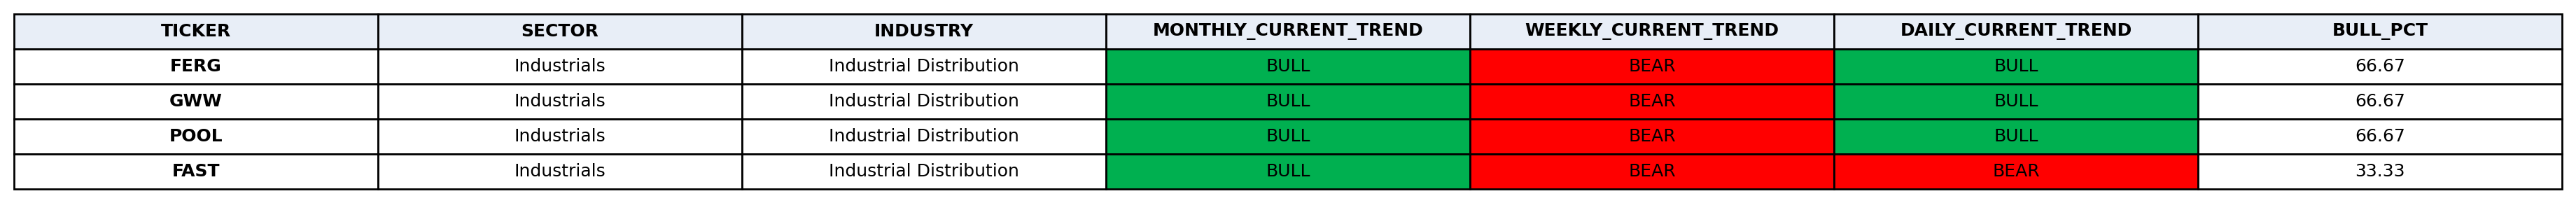 TICKER SECTOR INDUSTRY MONTHLY_CURRENT_TREND WEEKLY_CURRENT_TREND DAILY_CURRENT_TREND BULL_PCT
FERG Industrials Industrial Distribution BULL BEAR BULL 66.67
GWW Industrials Industrial Distribution BULL BEAR BULL 66.67
POOL Industrials Industrial Distribution BULL BEAR BULL 66.67
FAST Industrials Industrial Distribution BULL BEAR BEAR 33.33